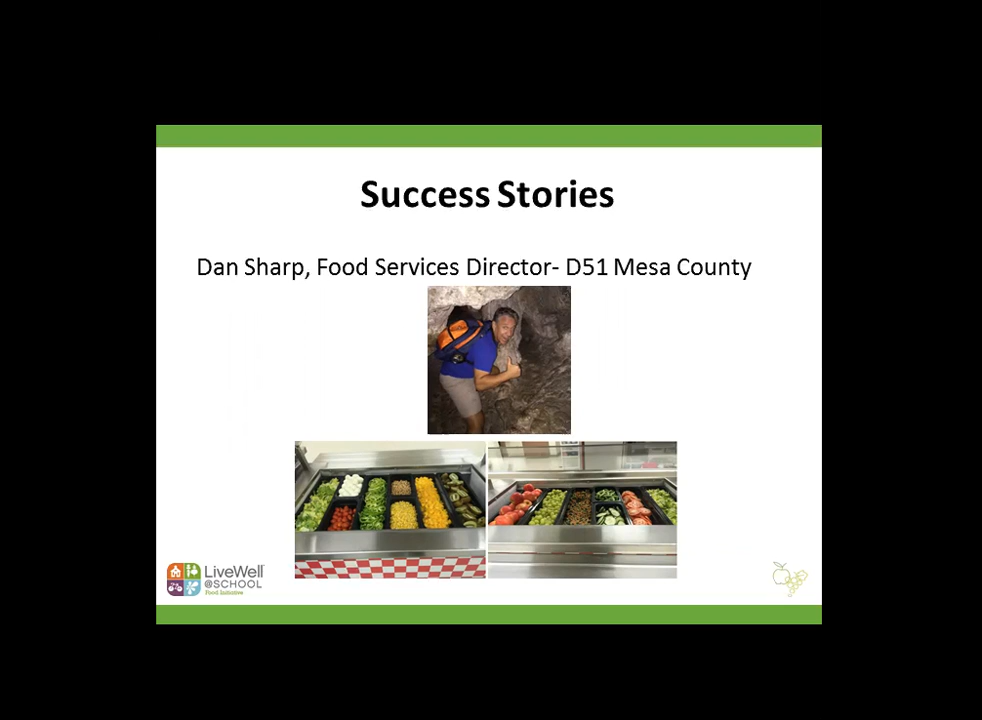 Success Stories
Dan Sharp, Food Services Director- D51 Mesa County
LiveWell
@SCHOOL
Food Initiative